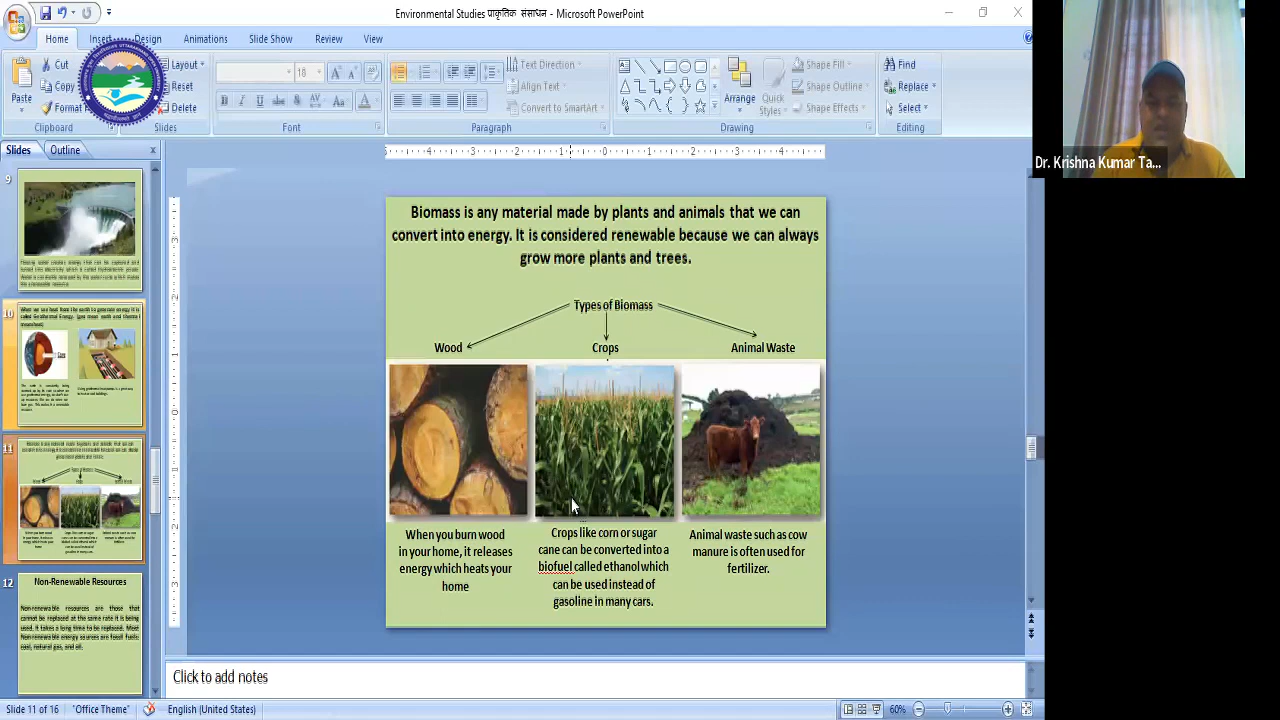 Environmental Studies प्राकृतिक संसाधन - Microsoft PowerPoint
Home
Insert
Design
Animations
Slide Show
Review
View
Paste
Cut
Copy
Format
Layout
Reset
Delete
18
Text Direction
Align Text
Convert to SmartArt
Arrange
Quick
Styles
Shape Fill
Shape Outline
Shape Effects
Find
Replace
Select
Clipboard
Slides
Font
Paragraph
Drawing
Editing
Dr. Krishna Kumar Ta...
Slides
Outline
9
10
11
12
Non-Renewable Resources
Non-renewable resources are those that
cannot be replaced at the same rate it is being
used. It takes a long time to be replaced. Most
Non-renewable energy sources are fossil fuels:
coal, natural gas, and oil.
Biomass is any material made by plants and animals that we can
convert into energy. It is considered renewable because we can always
grow more plants and trees.
Types of Biomass
Wood
Crops
Animal Waste
When you burn wood
in your home, it releases
energy which heats your
home
Crops like corn or sugar
cane can be converted into a
biofuel called ethanol which
can be used instead of
gasoline in many cars.
Animal waste such as cow
manure is often used for
fertilizer.
Click to add notes
Slide 11 of 16
"Office Theme"
English (United States)
60%